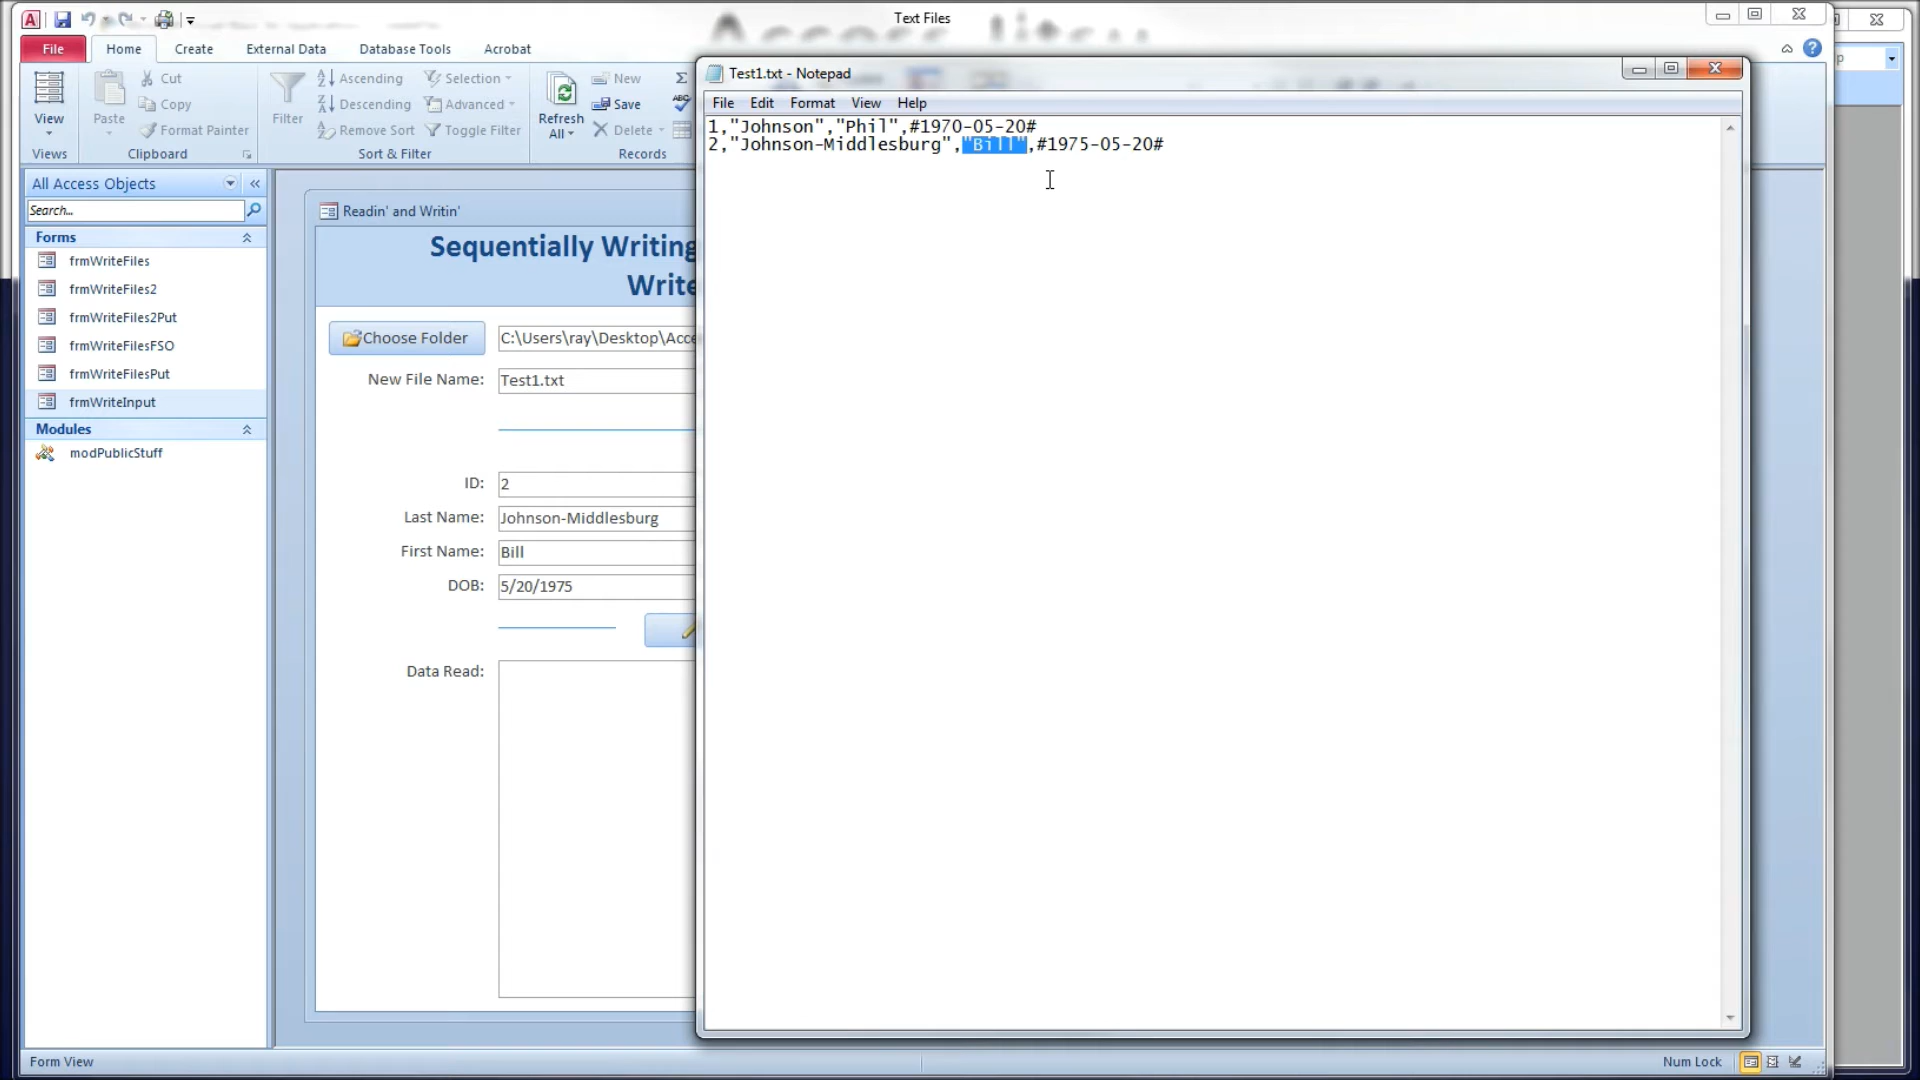 Text Files
File
Home
Create
External Data
Database Tools
Acrobat
View
Views
Paste
Cut
Copy
Format Painter
Clipboard
Filter
Ascending
Descending
Remove Sort
Selection
Advanced
Toggle Filter
Sort & Filter
Refresh
All
New
Save
Delete
Records
Test1.txt - Notepad
File Edit Format View Help
1,"Johnson","Phil",#1970-05-20#
2,"Johnson-Middlesburg","Bill",#1975-05-20#
All Access Objects
Search...
Forms
frmWriteFiles
frmWriteFiles2
frmWriteFiles2Put
frmWriteFilesFSO
frmWriteFilesPut
frmWriteInput
Modules
modPublicStuff
Readin' and Writin'
Sequentially Writing
Write
Choose Folder
C:\Users\ray\Desktop\Acce
New File Name: Test1.txt
ID: 2
Last Name: Johnson-Middlesburg
First Name: Bill
DOB: 5/20/1975
Data Read:
Form View
Num Lock